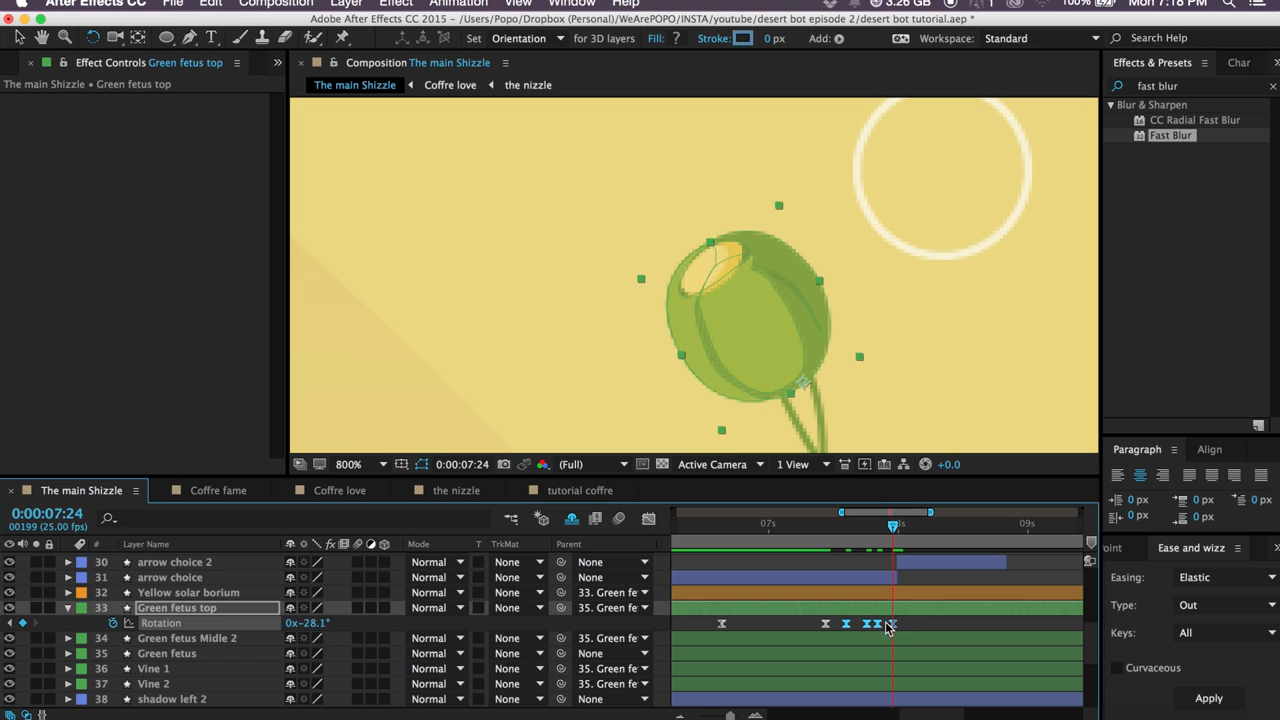 After Effects CC File Edit Composition Layer Effect Animation View Window Help 3.26 GB 1 100% Mon 7:18 PM
Adobe After Effects CC 2015 - /Users/Popo/Dropbox (Personal)/WeArePOPO/INSTA/youtube/desert bot episode 2/desert bot tutorial.aep *
Set Orientation for 3D layers Fill: ? Stroke: 0 px Add: Workspace: Standard Search Help
Effect Controls Green fetus top Composition The main Shizzle Effects & Presets Char
The main Shizzle • Green fetus top The main Shizzle Coffre love the nizzle fast blur
Blur & Sharpen
CC Radial Fast Blur
Fast Blur
Paragraph Align
800% 0:00:07:24 (Full) Active Camera 1 View +0.0
The main Shizzle Coffre fame Coffre love the nizzle tutorial coffre
0 px 0 px 0 px
0 px 0 px
0:00:07:24
00199 (25.00 fps)
07s 8s 09s
# Layer Name Mode T TrkMat Parent
oint Ease and wizz
30 arrow choice 2 Normal None None
31 arrow choice Normal None None
Easing: Elastic
32 Yellow solar borium Normal None 33. Green fe
33 Green fetus top Normal None 35. Green fe
Type: Out
Rotation 0x-28.1°
Keys: All
34 Green fetus Midle 2 Normal None 35. Green fe
35 Green fetus Normal None None
36 Vine 1 Normal None 35. Green fe
Curvaceous
37 Vine 2 Normal None 35. Green fe
38 shadow left 2 Normal None None
Apply